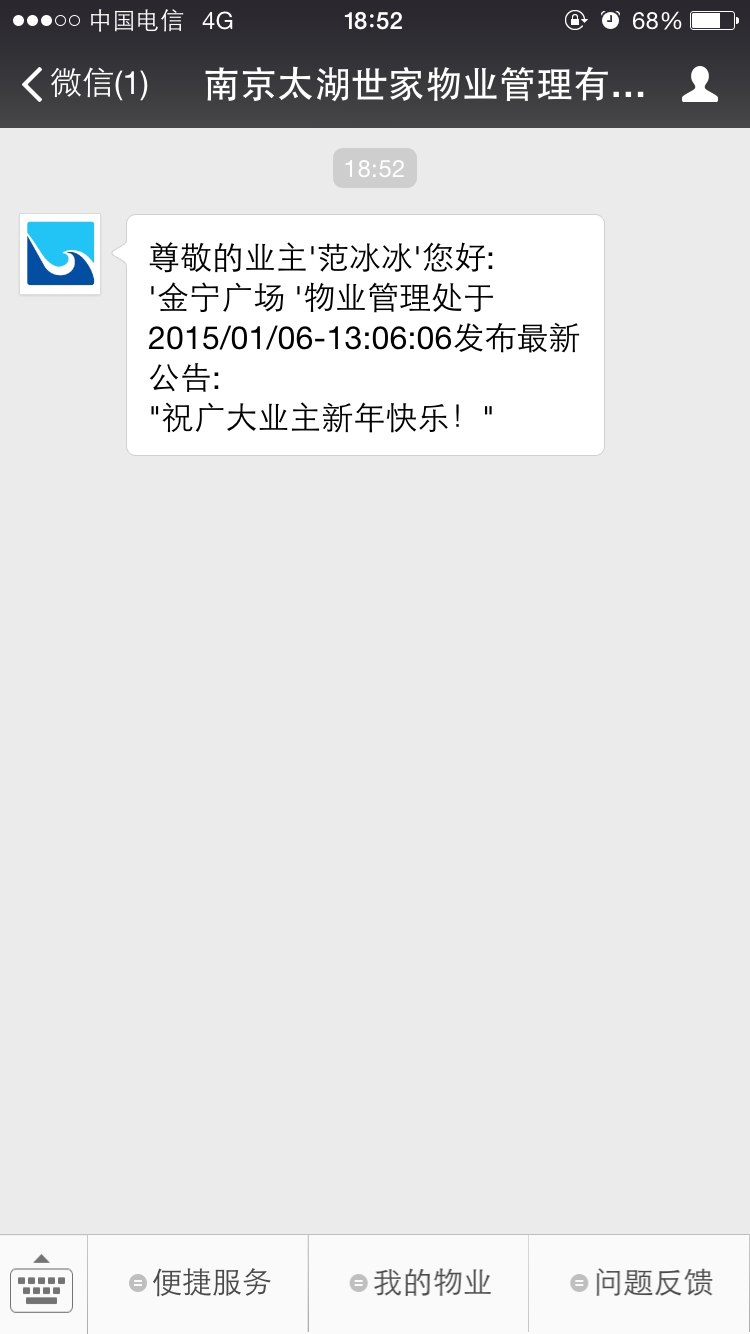 中国电信 4G 18:52 68%
微信(1) 南京太湖世家物业管理有...
18:52
尊敬的业主'范冰冰'您好:
'金宁广场 '物业管理处于
2015/01/06-13:06:06发布最新
公告:
"祝广大业主新年快乐！"
便捷服务 我的物业 问题反馈